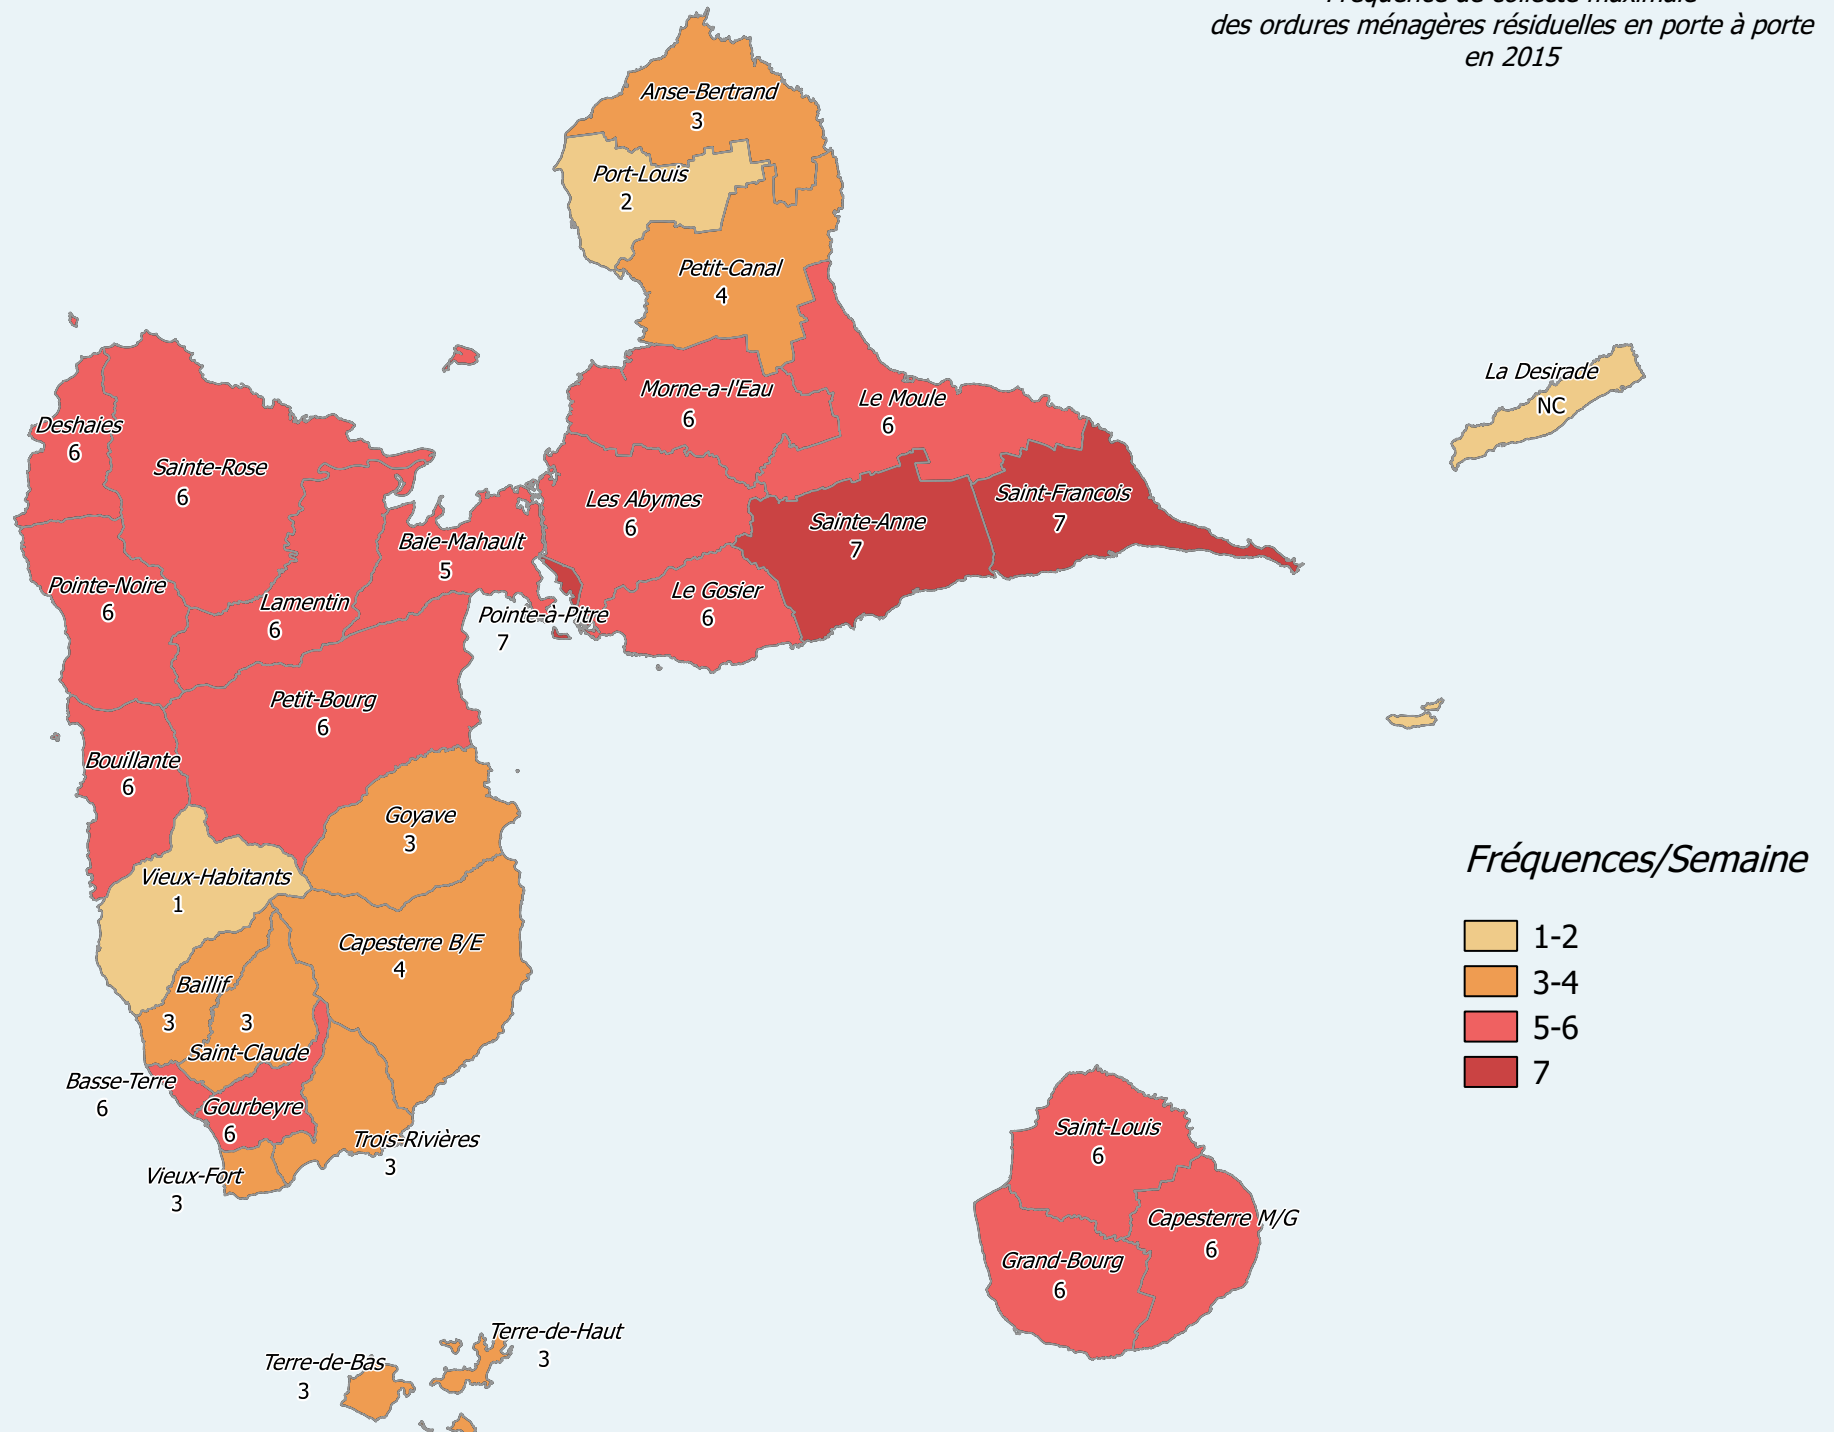 Fréquence de collecte maximale
des ordures ménagères résiduelles en porte à porte
en 2015
Anse-Bertrand
3
Port-Louis
2
Petit-Canal
4
La Desirade
NC
Morne-a-l'Eau
6
Le Moule
6
Deshaies
6
Sainte-Rose
6
Les Abymes
6
Saint-Francois
7
Sainte-Anne
7
Baie-Mahault
5
Pointe-Noire
6
Lamentin
6
Le Gosier
6
Pointe-à-Pitre
7
Petit-Bourg
6
Bouillante
6
Goyave
3
Vieux-Habitants
1
Capesterre B/E
4
Baillif
3
3
Saint-Claude
Basse-Terre
6
Gourbeyre
6
Trois-Rivières
3
Vieux-Fort
3
Fréquences/Semaine
1-2
3-4
5-6
7
Saint-Louis
6
Capesterre M/G
6
Grand-Bourg
6
Terre-de-Haut
3
Terre-de-Bas
3